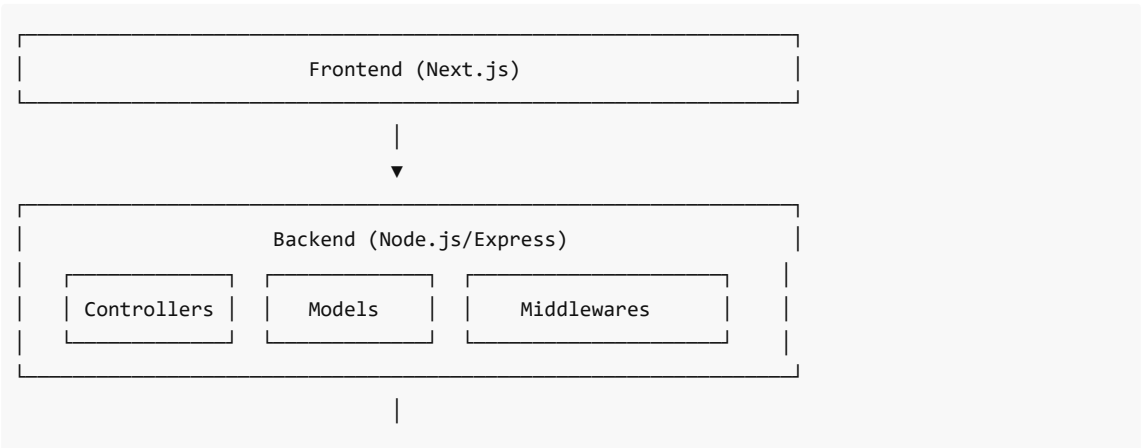 Frontend (Next.js)
Backend (Node.js/Express)
Controllers Models Middlewares